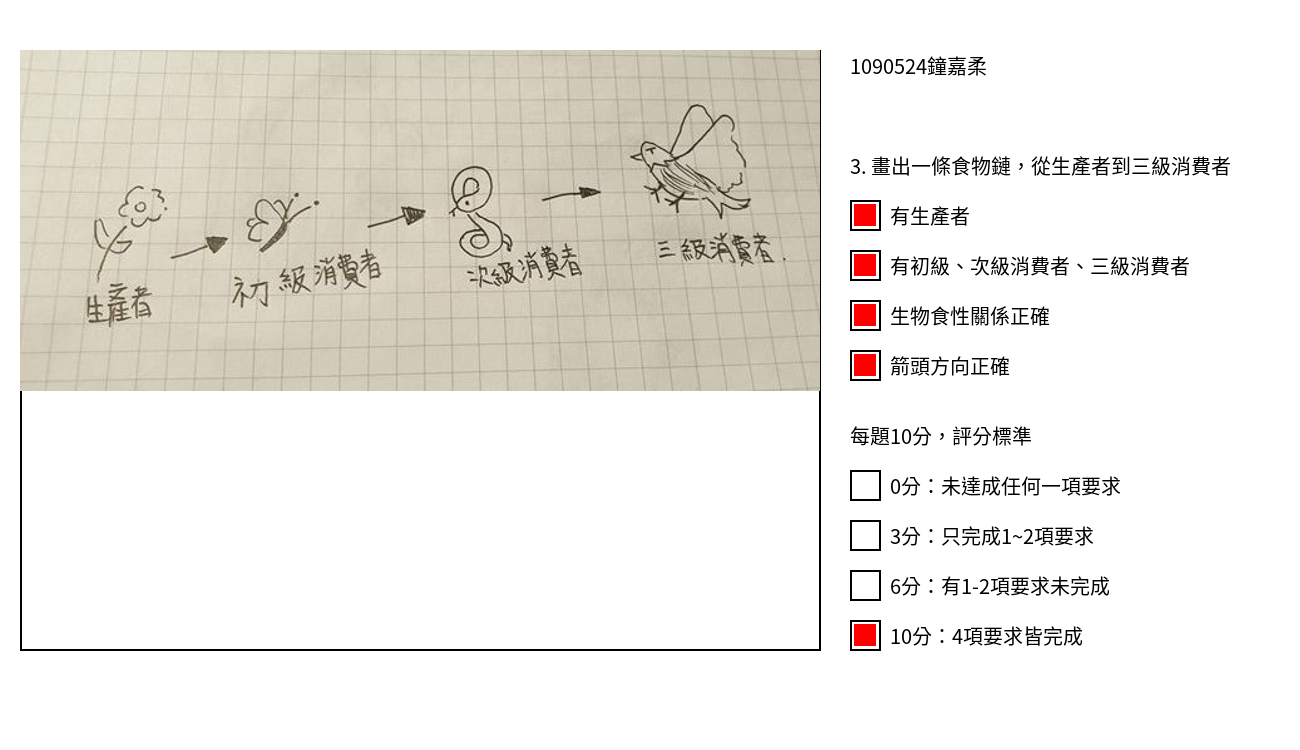 生產者
初級消費者
次級消費者
三級消費者.
1090524鐘嘉柔
3. 畫出一條食物鏈，從生產者到三級消費者
有生產者
有初級、次級消費者、三級消費者
生物食性關係正確
箭頭方向正確
每題10分，評分標準
0分：未達成任何一項要求
3分：只完成1~2項要求
6分：有1-2項要求未完成
10分：4項要求皆完成